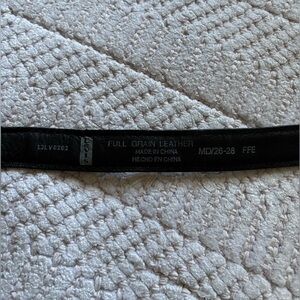 12LV0202
FULL GRAIN LEATHER
MADE IN CHINA
HECHO EN CHINA
MD/26-28 FFE